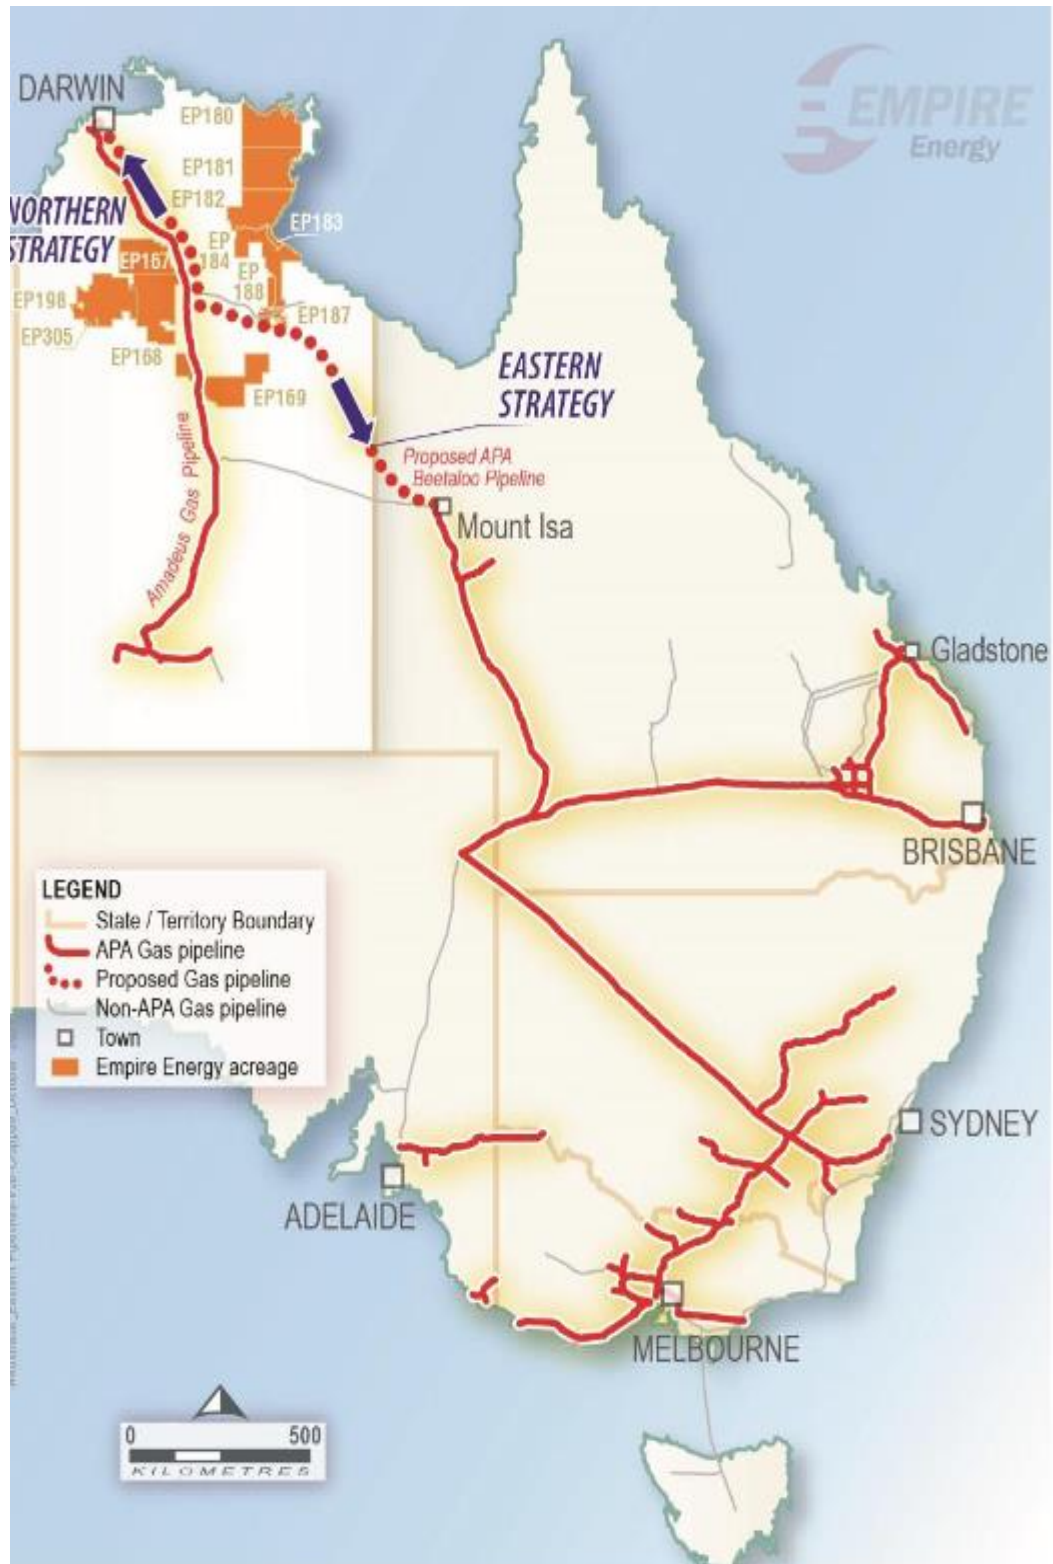 EMPIRE
Energy
DARWIN
EP180
EP181
EP182
EP183
NORTHERN
STRATEGY
EP
184
EP167
EP
188
EP198
EP187
EP305
EP168
EASTERN
STRATEGY
EP169
Proposed APA
Beetaloo Pipeline
Amadeus Gas Pipeline
Mount Isa
Gladstone
BRISBANE
LEGEND
State / Territory Boundary
APA Gas pipeline
Proposed Gas pipeline
Non-APA Gas pipeline
Town
Empire Energy acreage
SYDNEY
ADELAIDE
MELBOURNE
0 500
KILOMETRES